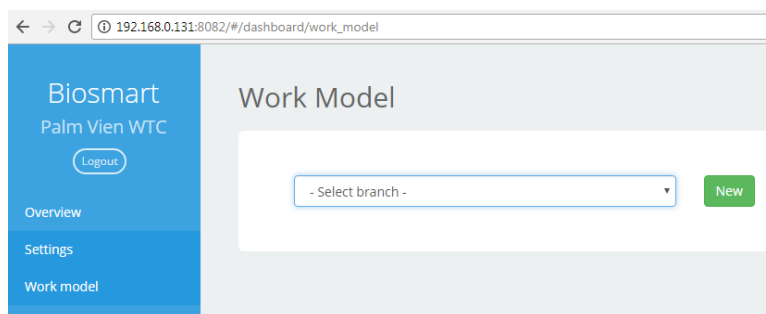 192.168.0.131:8082/#/dashboard/work_model
Biosmart
Palm Vien WTC
Logout
Overview
Settings
Work model
Work Model
- Select branch -
New